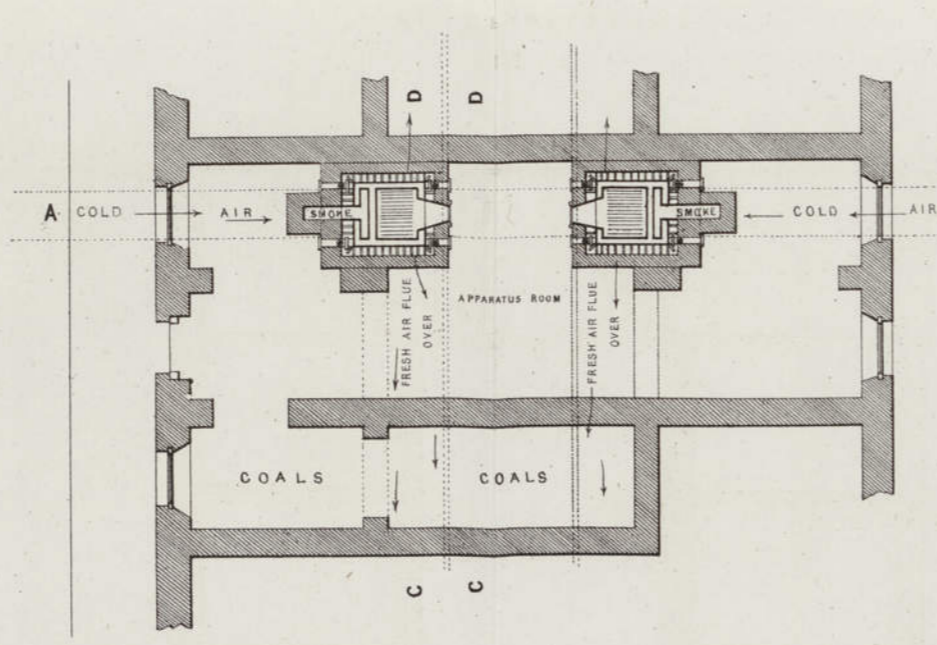 D D
A COLD AIR SMOKE SMOKE COLD AIR
APPARATUS ROOM
FRESH AIR FLUE
OVER
FRESH AIR FLUE
OVER
COALS COALS
C C